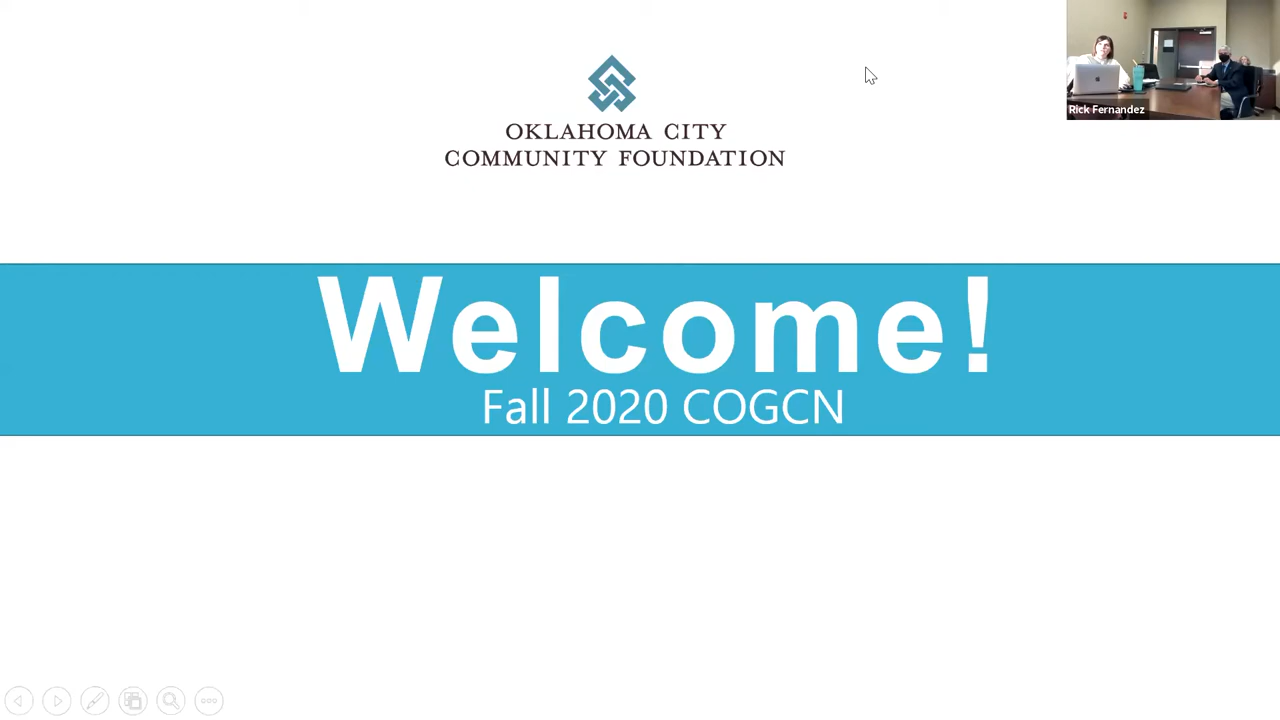 OKLAHOMA CITY
COMMUNITY FOUNDATION
Rick Fernandez
Welcome!
Fall 2020 COGCN